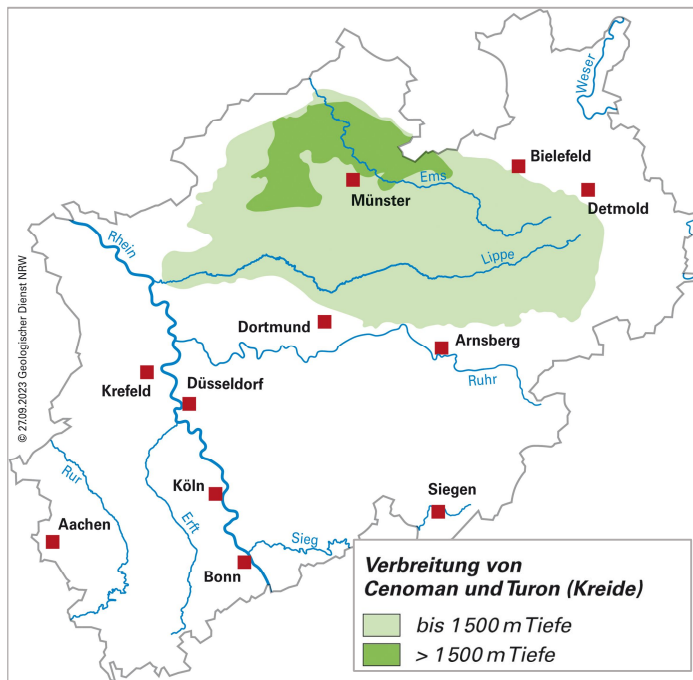 Weser
Bielefeld
Ems
Münster
Detmold
Rhein
Lippe
Dortmund
Arnsberg
Krefeld
Düsseldorf
Ruhr
© 27.09.2023 Geologischer Dienst NRW
Rur
Köln
Siegen
Erft
Aachen
Sieg
Bonn
Verbreitung von
Cenoman und Turon (Kreide)
bis 1500 m Tiefe
> 1500 m Tiefe